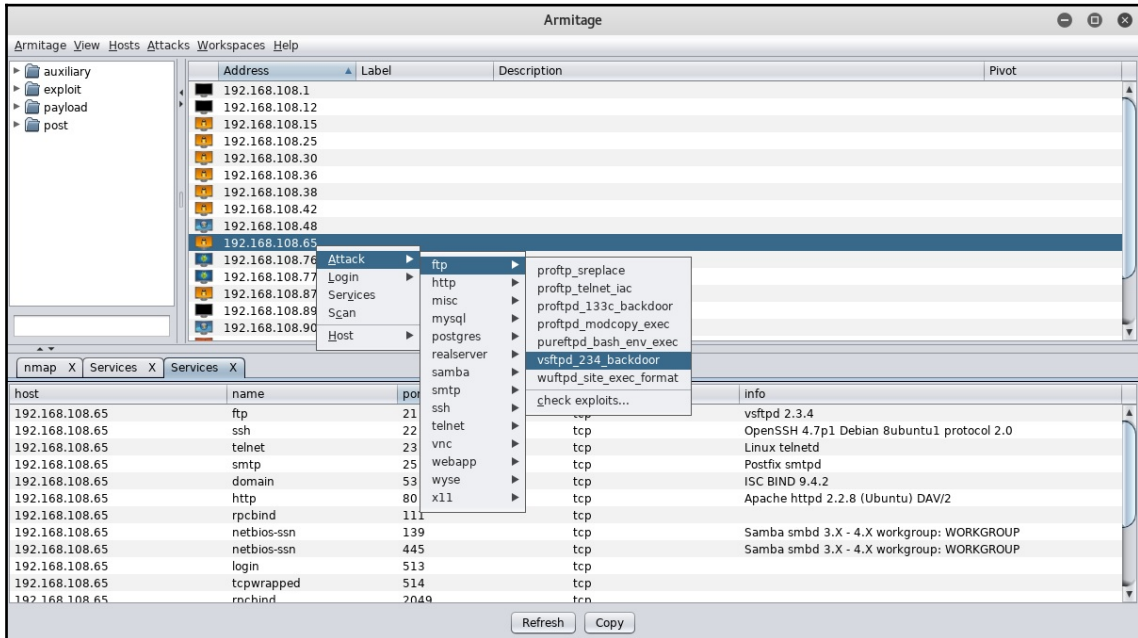 Armitage
Armitage View Hosts Attacks Workspaces Help
auxiliary
exploit
payload
post
Address Label Description Pivot
192.168.108.1
192.168.108.12
192.168.108.15
192.168.108.25
192.168.108.30
192.168.108.36
192.168.108.38
192.168.108.42
192.168.108.48
192.168.108.65
192.168.108.76
192.168.108.77
192.168.108.87
192.168.108.89
192.168.108.90
Attack
Login
Services
Scan
Host
ftp
http
misc
mysql
postgres
realserver
samba
smtp
ssh
telnet
vnc
webapp
wyse
x11
proftp_sreplace
proftp_telnet_iac
proftpd_133c_backdoor
proftpd_modcopy_exec
pureftpd_bash_env_exec
vsftpd_234_backdoor
wuftpd_site_exec_format
check exploits...
nmap X Services X Services X
host name por info
192.168.108.65 ftp 21 tcp vsftpd 2.3.4
192.168.108.65 ssh 22 tcp OpenSSH 4.7p1 Debian 8ubuntu1 protocol 2.0
192.168.108.65 telnet 23 tcp Linux telnetd
192.168.108.65 smtp 25 tcp Postfix smtpd
192.168.108.65 domain 53 tcp ISC BIND 9.4.2
192.168.108.65 http 80 tcp Apache httpd 2.2.8 (Ubuntu) DAV/2
192.168.108.65 rpcbind 111 tcp
192.168.108.65 netbios-ssn 139 tcp Samba smbd 3.X - 4.X workgroup: WORKGROUP
192.168.108.65 netbios-ssn 445 tcp Samba smbd 3.X - 4.X workgroup: WORKGROUP
192.168.108.65 login 513 tcp
192.168.108.65 tcpwrapped 514 tcp
192.168.108.65 rpcbind 2049 tcp
Refresh Copy